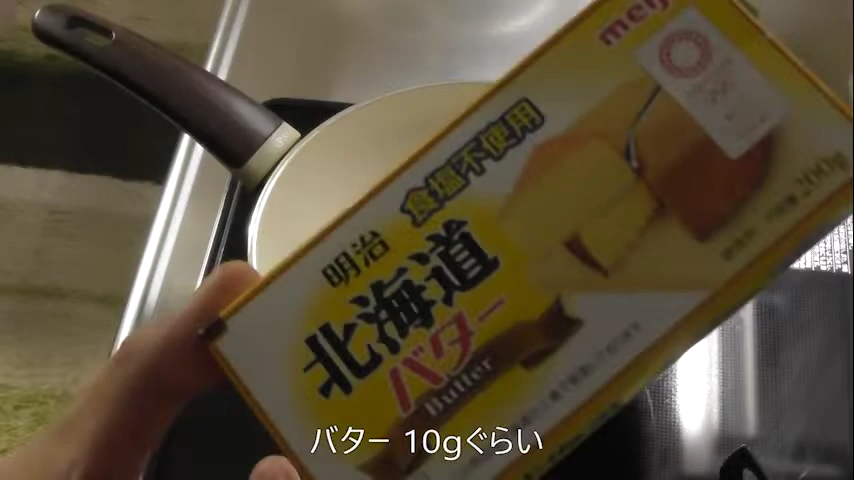 meiji
食塩不使用
明治
北海道
バター
Butter
200g
バター 10gぐらい